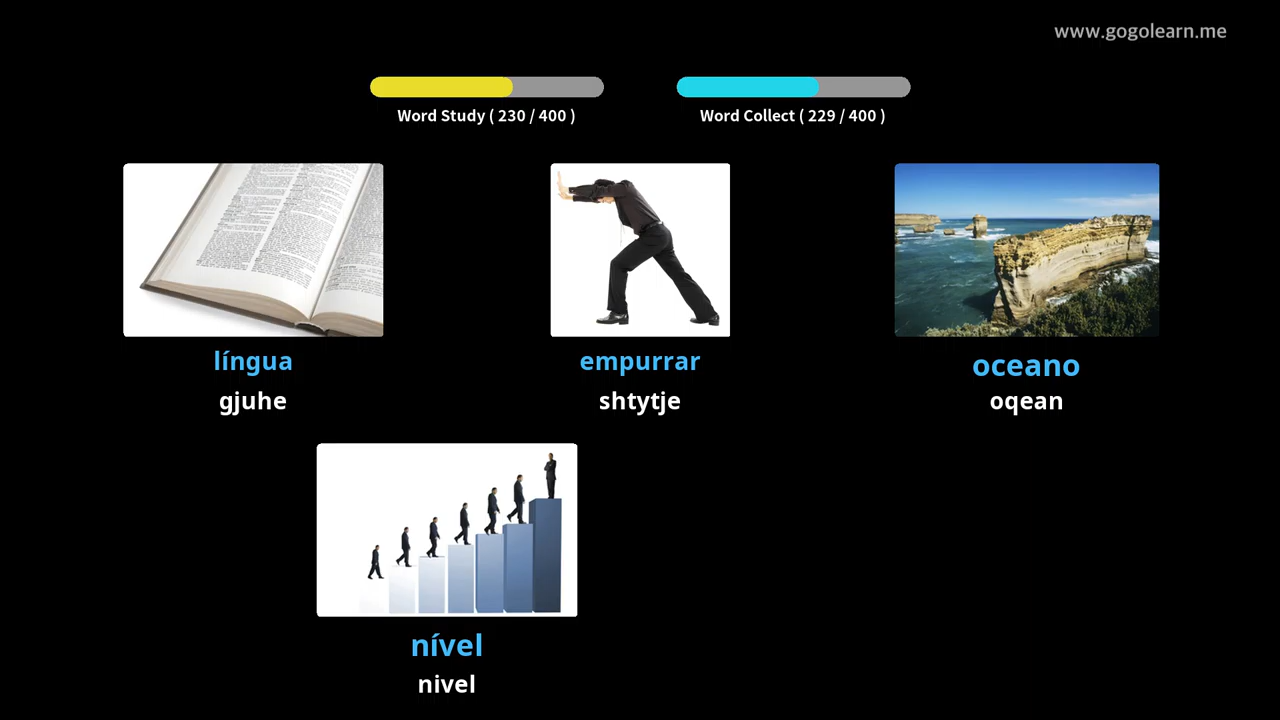 www.gogolearn.me
Word Study ( 230 / 400 )
Word Collect ( 229 / 400 )
língua
gjuhe
empurrar
shtytje
oceano
oqean
nível
nivel